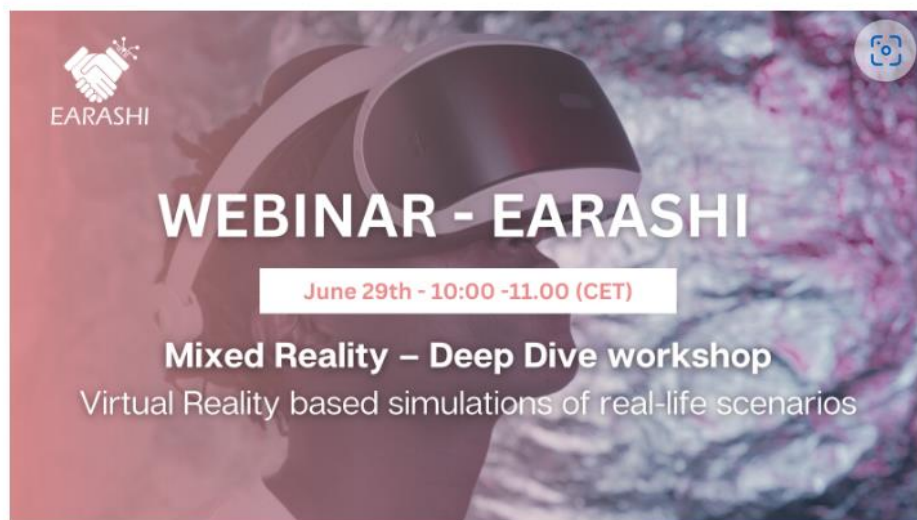 EARASHI
WEBINAR - EARASHI
June 29th - 10:00 -11.00 (CET)
Mixed Reality – Deep Dive workshop
Virtual Reality based simulations of real-life scenarios